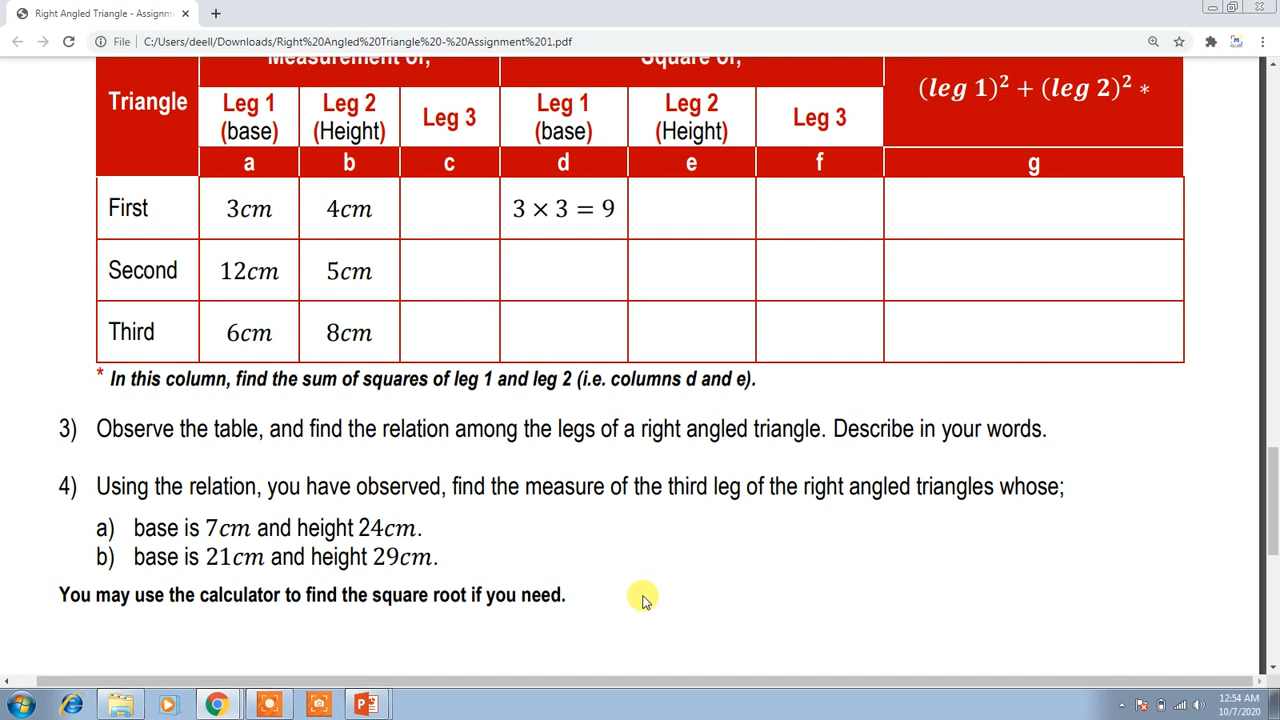 Right Angled Triangle - Assignm
File C:/Users/deell/Downloads/Right%20Angled%20Triangle%20-%20Assignment%201.pdf
Measurement of, Square of,
Triangle (leg 1)² + (leg 2)² *
Leg 1 (base) Leg 2 (Height) Leg 3 Leg 1 (base) Leg 2 (Height) Leg 3
a b c d e f g
First 3cm 4cm 3 × 3 = 9
Second 12cm 5cm
Third 6cm 8cm
* In this column, find the sum of squares of leg 1 and leg 2 (i.e. columns d and e).
3) Observe the table, and find the relation among the legs of a right angled triangle. Describe in your words.
4) Using the relation, you have observed, find the measure of the third leg of the right angled triangles whose;
a) base is 7cm and height 24cm.
b) base is 21cm and height 29cm.
You may use the calculator to find the square root if you need.
12:54 AM
10/7/2020